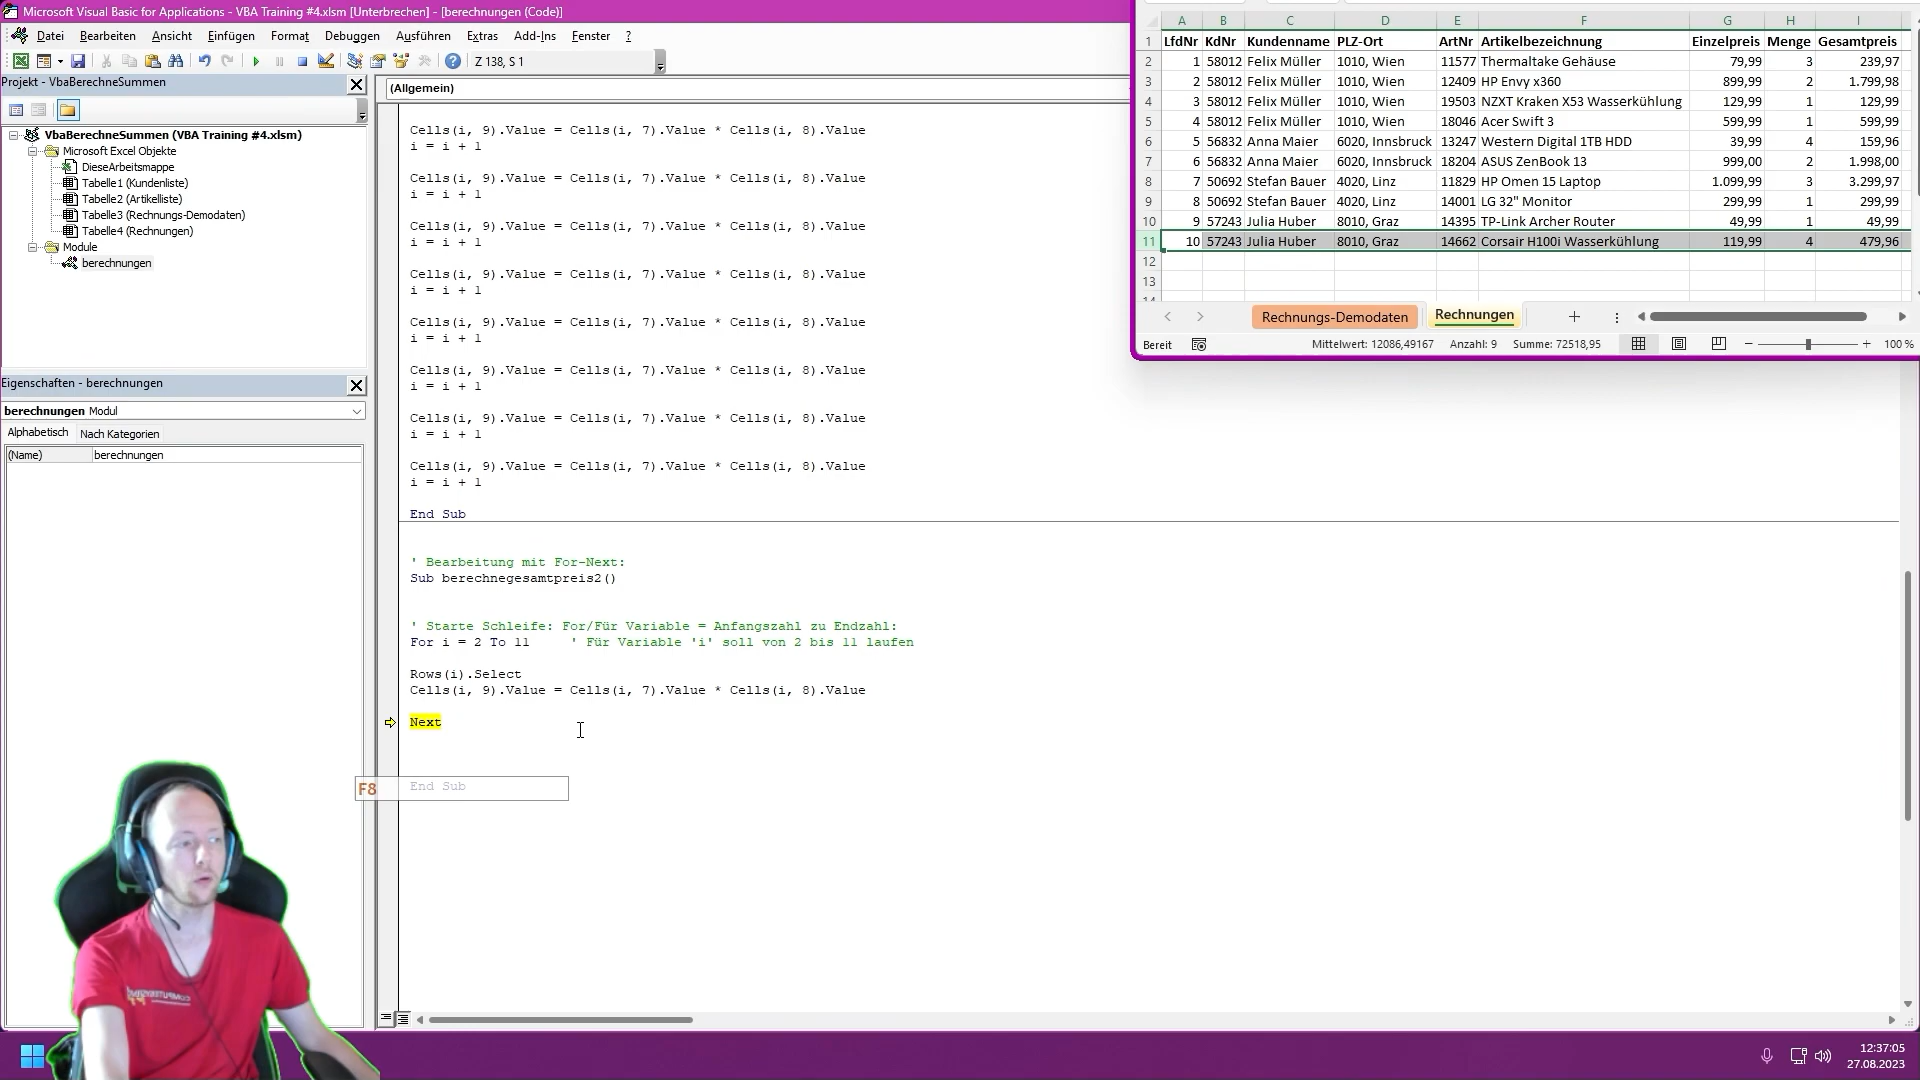 Microsoft Visual Basic for Applications - VBA Training #4.xlsm [Unterbrechen] - [berechnungen (Code)]
Datei Bearbeiten Ansicht Einfügen Format Debuggen Ausführen Extras Add-Ins Fenster ?
Z 138, S 1
Projekt - VbaBerechneSummen
VbaBerechneSummen (VBA Training #4.xlsm)
Microsoft Excel Objekte
DieseArbeitsmappe
Tabelle1 (Kundenliste)
Tabelle2 (Artikelliste)
Tabelle3 (Rechnungs-Demodaten)
Tabelle4 (Rechnungen)
Module
berechnungen
Eigenschaften - berechnungen
berechnungen Modul
Alphabetisch Nach Kategorien
(Name) berechnungen
(Allgemein)
Cells(i, 9).Value = Cells(i, 7).Value * Cells(i, 8).Value
i = i + 1
Cells(i, 9).Value = Cells(i, 7).Value * Cells(i, 8).Value
i = i + 1
Cells(i, 9).Value = Cells(i, 7).Value * Cells(i, 8).Value
i = i + 1
Cells(i, 9).Value = Cells(i, 7).Value * Cells(i, 8).Value
i = i + 1
Cells(i, 9).Value = Cells(i, 7).Value * Cells(i, 8).Value
i = i + 1
Cells(i, 9).Value = Cells(i, 7).Value * Cells(i, 8).Value
i = i + 1
Cells(i, 9).Value = Cells(i, 7).Value * Cells(i, 8).Value
i = i + 1
Cells(i, 9).Value = Cells(i, 7).Value * Cells(i, 8).Value
i = i + 1
End Sub
' Bearbeitung mit For-Next:
Sub berechnegesamtpreis2()
' Starte Schleife: For/Für Variable = Anfangszahl zu Endzahl:
For i = 2 To 11 ' Für Variable 'i' soll von 2 bis 11 laufen
Rows(i).Select
Cells(i, 9).Value = Cells(i, 7).Value * Cells(i, 8).Value
Next
End Sub
F8
A B C D E F G H I
1 LfdNr KdNr Kundenname PLZ-Ort ArtNr Artikelbezeichnung Einzelpreis Menge Gesamtpreis
2 1 58012 Felix Müller 1010, Wien 11577 Thermaltake Gehäuse 79,99 3 239,97
3 2 58012 Felix Müller 1010, Wien 12409 HP Envy x360 899,99 2 1.799,98
4 3 58012 Felix Müller 1010, Wien 19503 NZXT Kraken X53 Wasserkühlung 129,99 1 129,99
5 4 58012 Felix Müller 1010, Wien 18046 Acer Swift 3 599,99 1 599,99
6 5 56832 Anna Maier 6020, Innsbruck 13247 Western Digital 1TB HDD 39,99 4 159,96
7 6 56832 Anna Maier 6020, Innsbruck 18204 ASUS ZenBook 13 999,00 2 1.998,00
8 7 50692 Stefan Bauer 4020, Linz 11829 HP Omen 15 Laptop 1.099,99 3 3.299,97
9 8 50692 Stefan Bauer 4020, Linz 14001 LG 32" Monitor 299,99 1 299,99
10 9 57243 Julia Huber 8010, Graz 14395 TP-Link Archer Router 49,99 1 49,99
11 10 57243 Julia Huber 8010, Graz 14662 Corsair H100i Wasserkühlung 119,99 4 479,96
12
13
14
Rechnungs-Demodaten Rechnungen
Bereit Mittelwert: 12086,49167 Anzahl: 9 Summe: 72518,95 100 %
12:37:05
27.08.2023